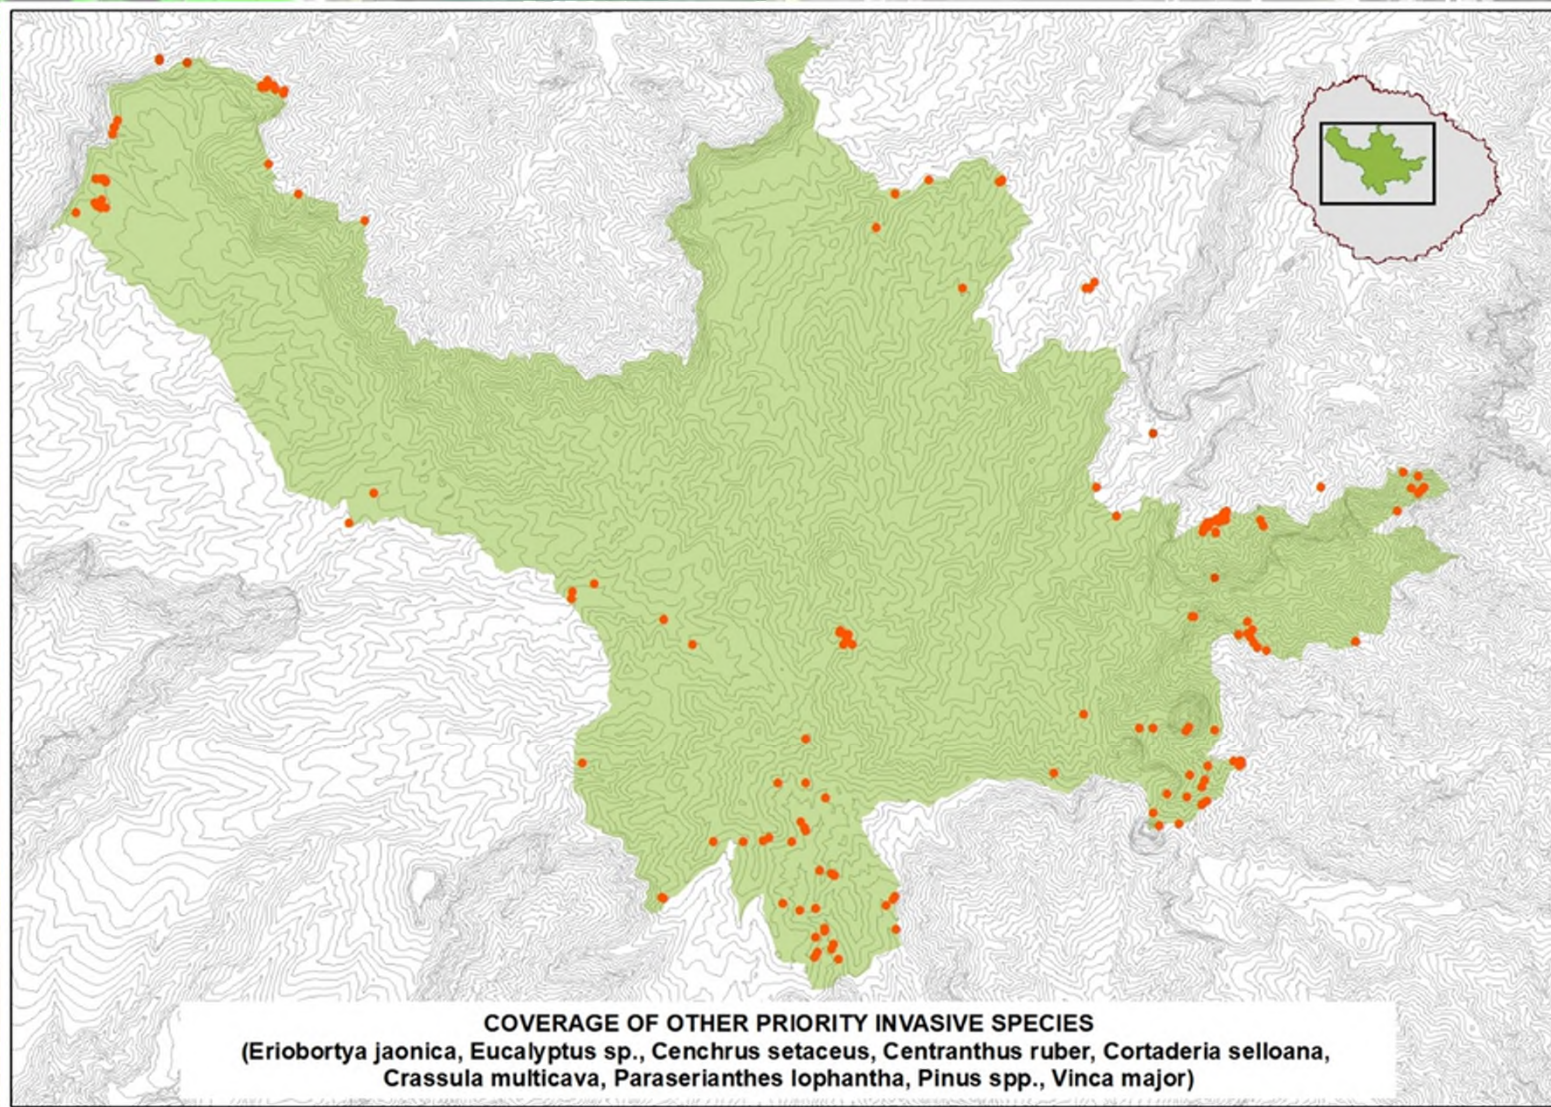 COVERAGE OF OTHER PRIORITY INVASIVE SPECIES
(Eriobortya jaonica, Eucalyptus sp., Cenchrus setaceus, Centranthus ruber, Cortaderia selloana,
Crassula multicava, Paraserianthes lophantha, Pinus spp., Vinca major)